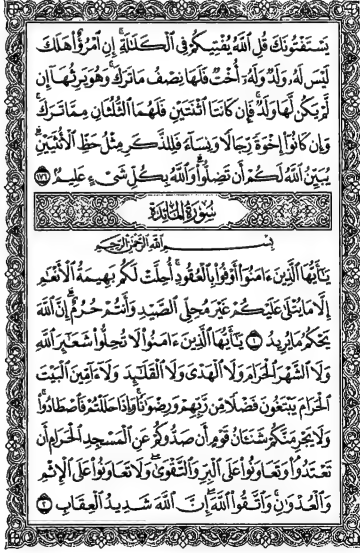 يَسْتَفْتُونَكَ قُلِ ٱللَّهُ يُفْتِيكُمْ فِى ٱلْكَلَـٰلَةِ ۚ إِنِ ٱمْرُؤٌا۟ هَلَكَ
لَيْسَ لَهُۥ وَلَدٌ وَلَهُۥٓ أُخْتٌ فَلَهَا نِصْفُ مَا تَرَكَ ۚ وَهُوَ يَرِثُهَآ إِن
لَّمْ يَكُن لَّهَا وَلَدٌ ۚ فَإِن كَانَتَا ٱثْنَتَيْنِ فَلَهُمَا ٱلثُّلُثَانِ مِمَّا تَرَكَ ۚ
وَإِن كَانُوٓا۟ إِخْوَةً رِّجَالًا وَنِسَآءً فَلِلذَّكَرِ مِثْلُ حَظِّ ٱلْأُنثَيَيْنِ ۗ
يُبَيِّنُ ٱللَّهُ لَكُمْ أَن تَضِلُّوا۟ ۗ وَٱللَّهُ بِكُلِّ شَىْءٍ عَلِيمٌۢ ١٧٦
سُورَةُ المَائِدَة
بِسْمِ ٱللَّهِ ٱلرَّحْمَـٰنِ ٱلرَّحِيمِ
يَـٰٓأَيُّهَا ٱلَّذِينَ ءَامَنُوٓا۟ أَوْفُوا۟ بِٱلْعُقُودِ ۚ أُحِلَّتْ لَكُم بَهِيمَةُ ٱلْأَنْعَـٰمِ
إِلَّا مَا يُتْلَىٰ عَلَيْكُمْ غَيْرَ مُحِلِّى ٱلصَّيْدِ وَأَنتُمْ حُرُمٌ ۗ إِنَّ ٱللَّهَ
يَحْكُمُ مَا يُرِيدُ ١ يَـٰٓأَيُّهَا ٱلَّذِينَ ءَامَنُوا۟ لَا تُحِلُّوا۟ شَعَـٰٓئِرَ ٱللَّهِ
وَلَا ٱلشَّهْرَ ٱلْحَرَامَ وَلَا ٱلْهَدْىَ وَلَا ٱلْقَلَـٰٓئِدَ وَلَآ ءَآمِّينَ ٱلْبَيْتَ
ٱلْحَرَامَ يَبْتَغُونَ فَضْلًا مِّن رَّبِّهِمْ وَرِضْوَٰنًا ۚ وَإِذَا حَلَلْتُمْ فَٱصْطَادُوا۟ ۚ
وَلَا يَجْرِمَنَّكُمْ شَنَـَٔانُ قَوْمٍ أَن صَدُّوكُمْ عَنِ ٱلْمَسْجِدِ ٱلْحَرَامِ أَن
تَعْتَدُوا۟ ۘ وَتَعَاوَنُوا۟ عَلَى ٱلْبِرِّ وَٱلتَّقْوَىٰ ۖ وَلَا تَعَاوَنُوا۟ عَلَى ٱلْإِثْمِ
وَٱلْعُدْوَٰنِ ۚ وَٱتَّقُوا۟ ٱللَّهَ ۖ إِنَّ ٱللَّهَ شَدِيدُ ٱلْعِقَابِ ٢